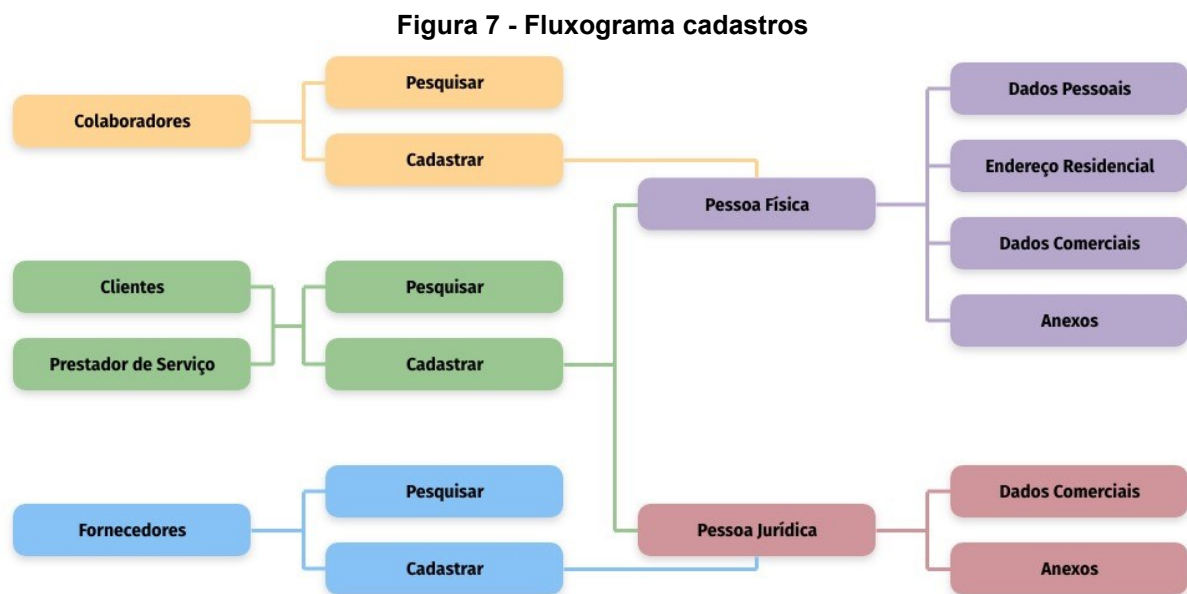 Figura 7 - Fluxograma cadastros
Colaboradores
Pesquisar
Cadastrar
Clientes
Prestador de Serviço
Pesquisar
Cadastrar
Fornecedores
Pesquisar
Cadastrar
Pessoa Física
Dados Pessoais
Endereço Residencial
Dados Comerciais
Anexos
Pessoa Jurídica
Dados Comerciais
Anexos